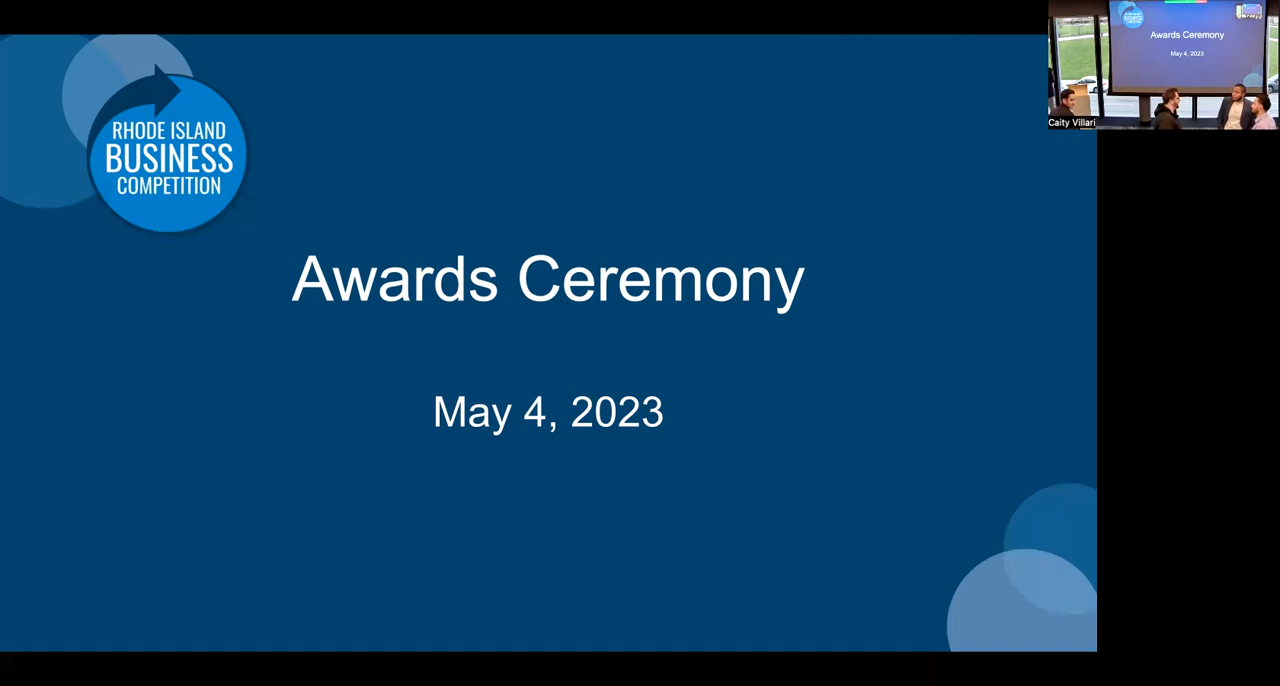 RHODE ISLAND
BUSINESS
COMPETITION
Awards Ceremony
May 4, 2023
Awards Ceremony
May 4, 2023
Caity Villari